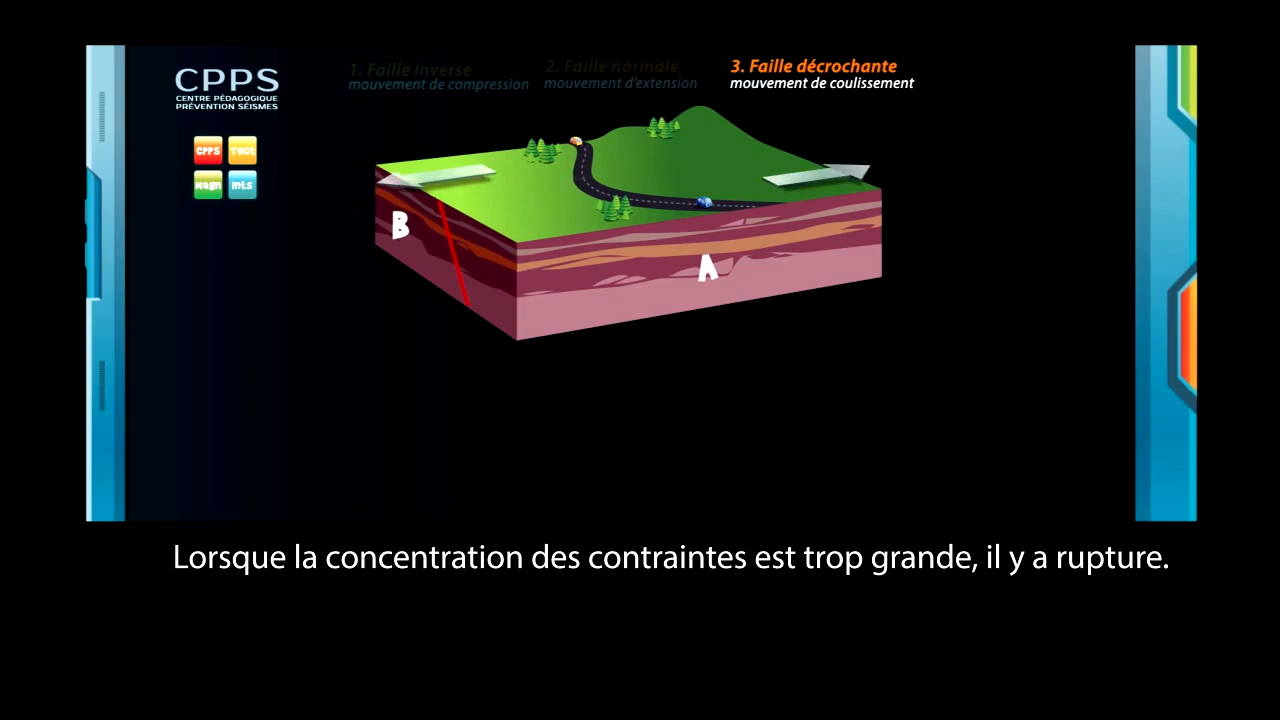 CPPS
CENTRE PÉDAGOGIQUE
PRÉVENTION SÉISMES
1. Faille inverse
mouvement de compression
2. Faille normale
mouvement d'extension
3. Faille décrochante
mouvement de coulissement
CPPS
Tect
Magn
Ints
B
A
Lorsque la concentration des contraintes est trop grande, il y a rupture.